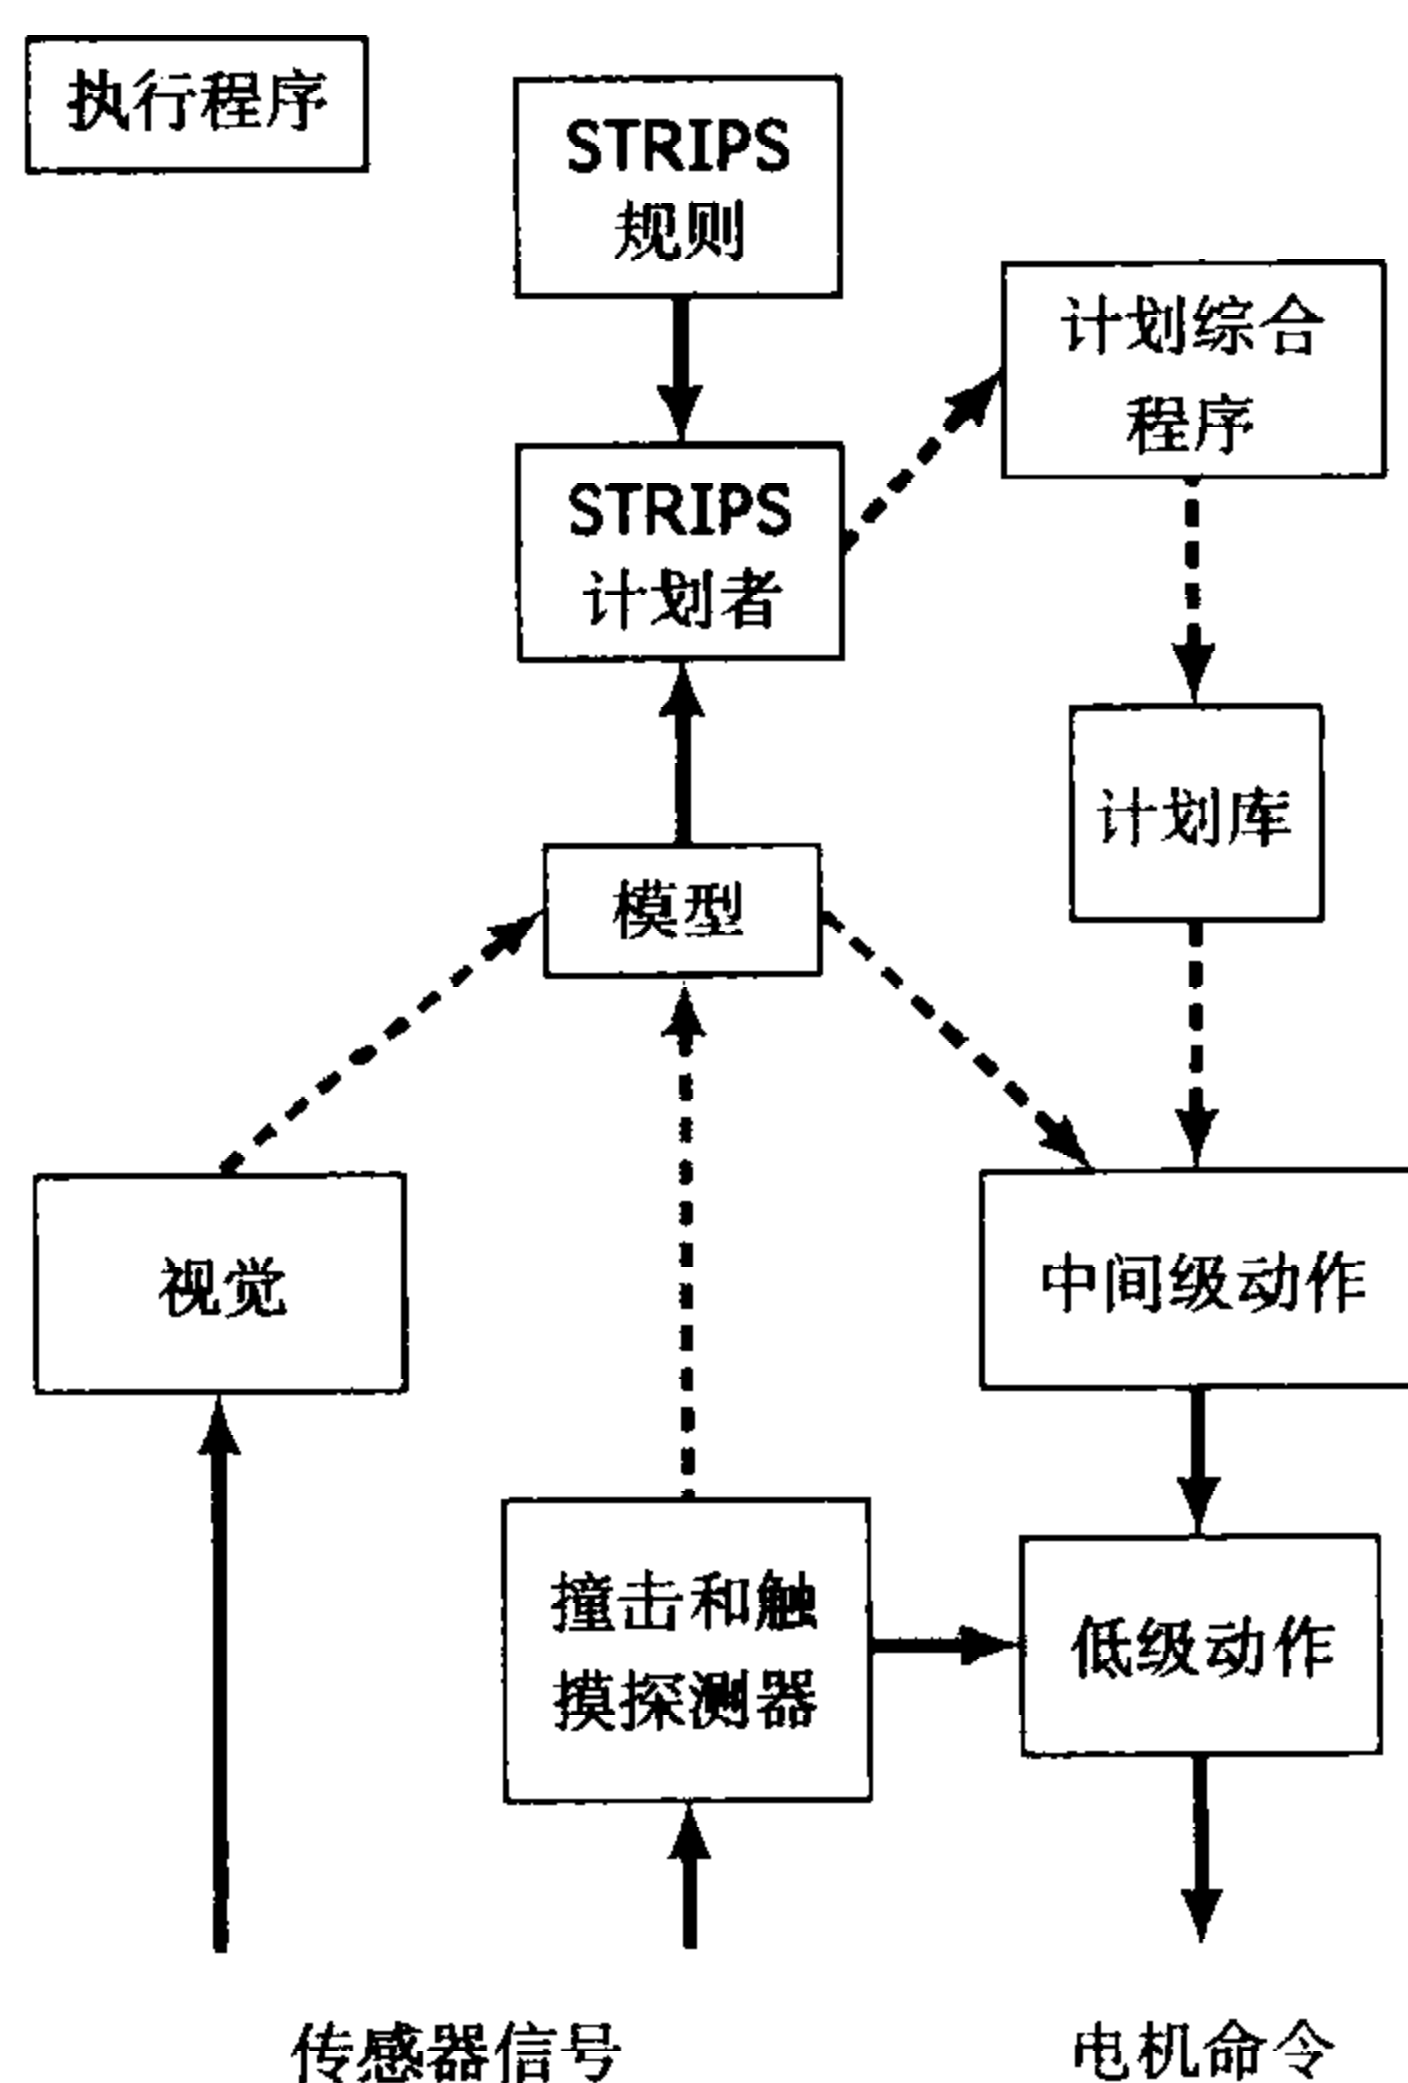 执行程序
STRIPS
规则
计划综合
程序
STRIPS
计划者
计划库
模型
视觉
中间级动作
撞击和触
摸探测器
低级动作
传感器信号
电机命令